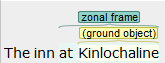 zonal frame
(ground object)
The inn at Kinlochaline